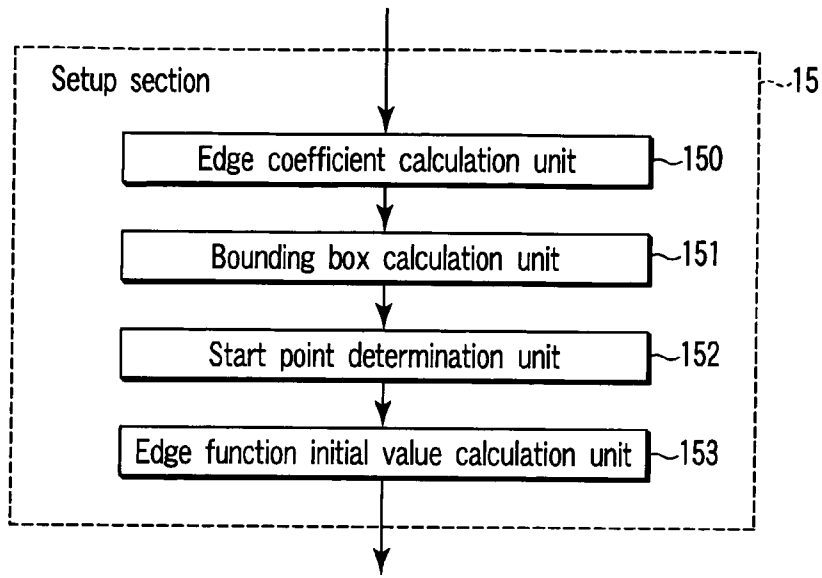 Setup section
15
Edge coefficient calculation unit
150
Bounding box calculation unit
151
Start point determination unit
152
Edge function initial value calculation unit
153